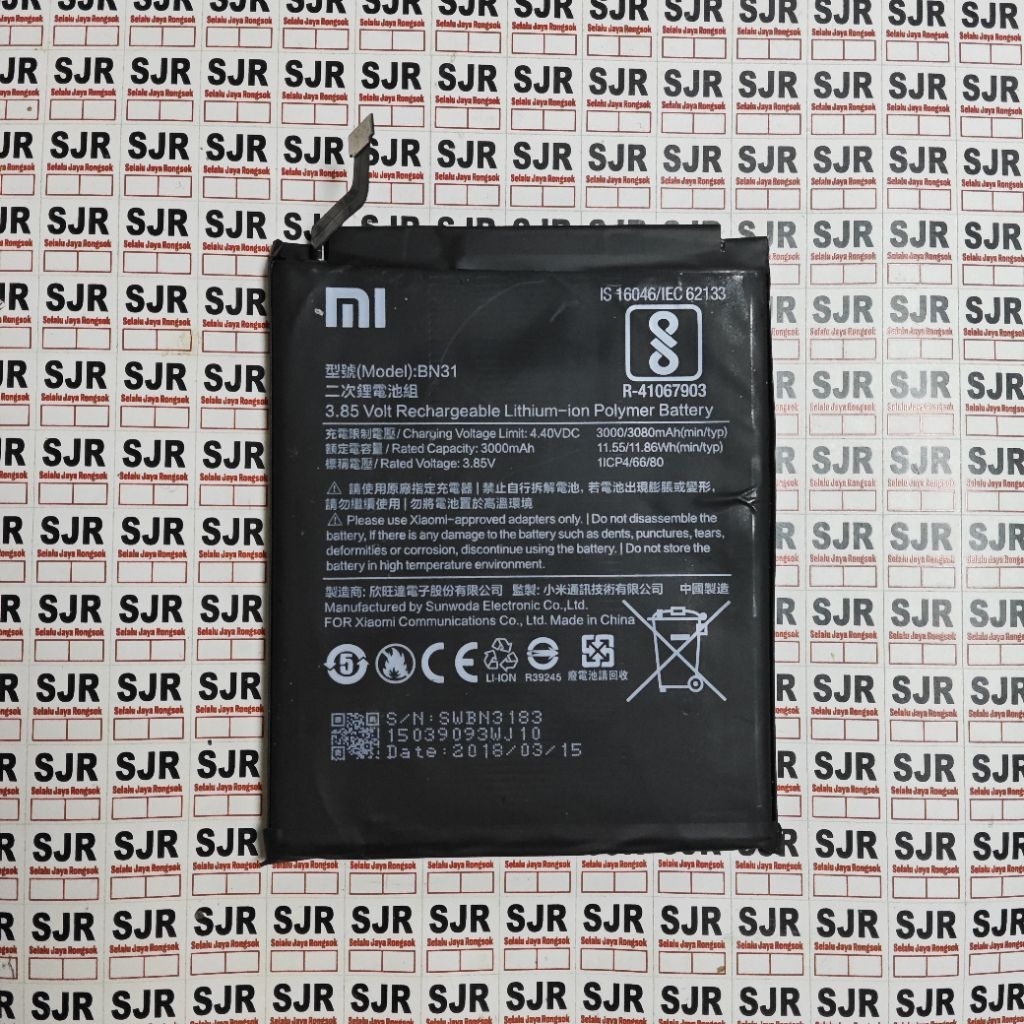 SJR
Selalu Jaya Rongsok
MI
IS 16046/IEC 62133
R-41067903
型號(Model):BN31
二次鋰電池組
3.85 Volt Rechargeable Lithium-ion Polymer Battery
充電限制電壓/Charging Voltage Limit: 4.40VDC 3000/3080mAh(min/typ)
額定電容量/Rated Capacity: 3000mAh 11.55/11.86Wh(min/typ)
標稱電壓/Rated Voltage: 3.85V 1ICP4/66/80
⚠ 請使用原廠指定充電器|禁止自行拆解電池, 若電池出現膨脹或變形,
請勿繼續使用|勿將電池置於高溫環境
⚠ Please use Xiaomi-approved adapters only. | Do not disassemble the
battery, If there is any damage to the battery such as dents, punctures, tears,
deformities or corrosion, discontinue using the battery. | Do not store the
battery in high temperature environment.
製造商: 欣旺達電子股份有限公司 監製: 小米通訊技術有限公司 中國製造
Manufactured by Sunwoda Electronic Co.,Ltd.
FOR Xiaomi Communications Co., Ltd. Made in China
5
CE
LI-ION
R39245
廢電池請回收
S/N:SWBN3183
15039093WJ10
Date:2018/03/15